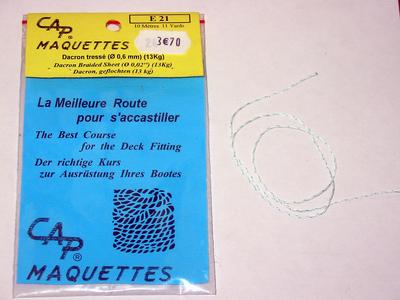 CAP
MAQUETTES
E 21
10 Mètres 11 Yards
3€70
Dacron tressé (Ø 0,6 mm) (13Kg)
Dacron Braided Sheet (Ø 0,02") (13Kg)
Dacron, geflochten (13 kg)
La Meilleure Route
pour s'accastiller
The Best Course
for the Deck Fitting
Der richtige Kurs
zur Ausrüstung Ihres Bootes
CAP®
MAQUETTES